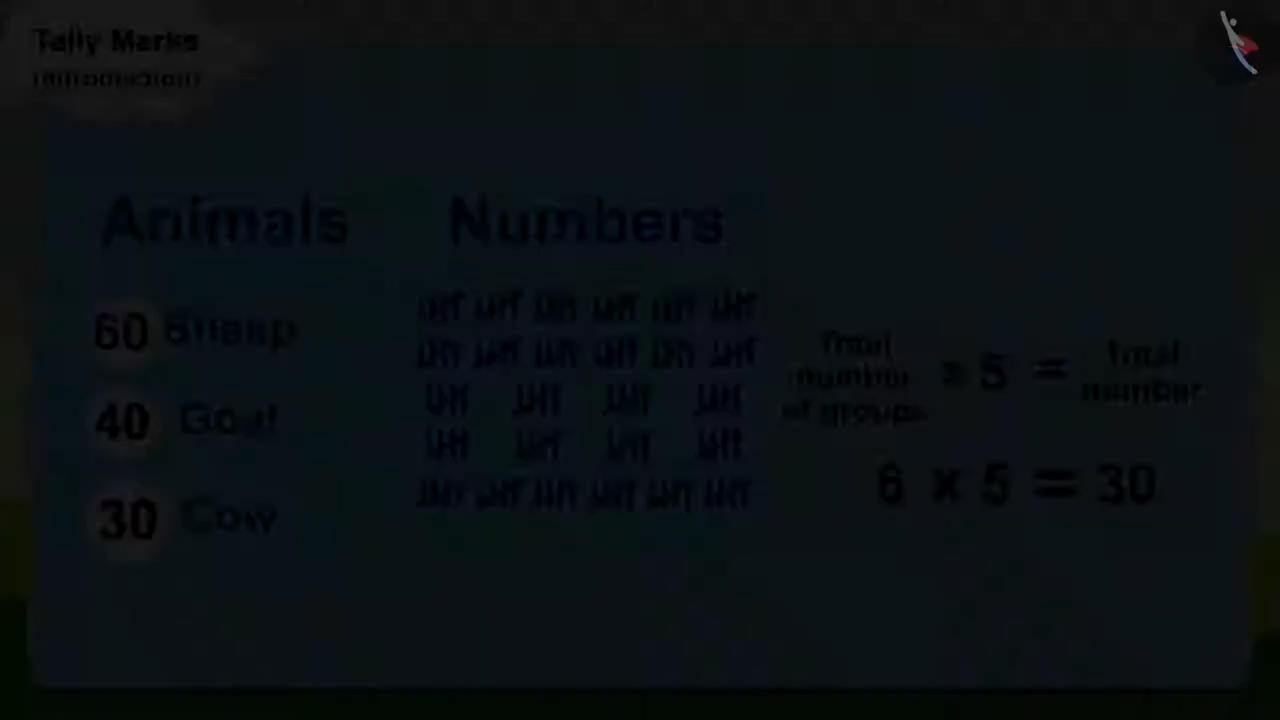 Tally Marks
Introduction
Animals Numbers
60 Sheep
40 Goat
30 Cow
Total number of groups × 5 = Total number
6 × 5 = 30